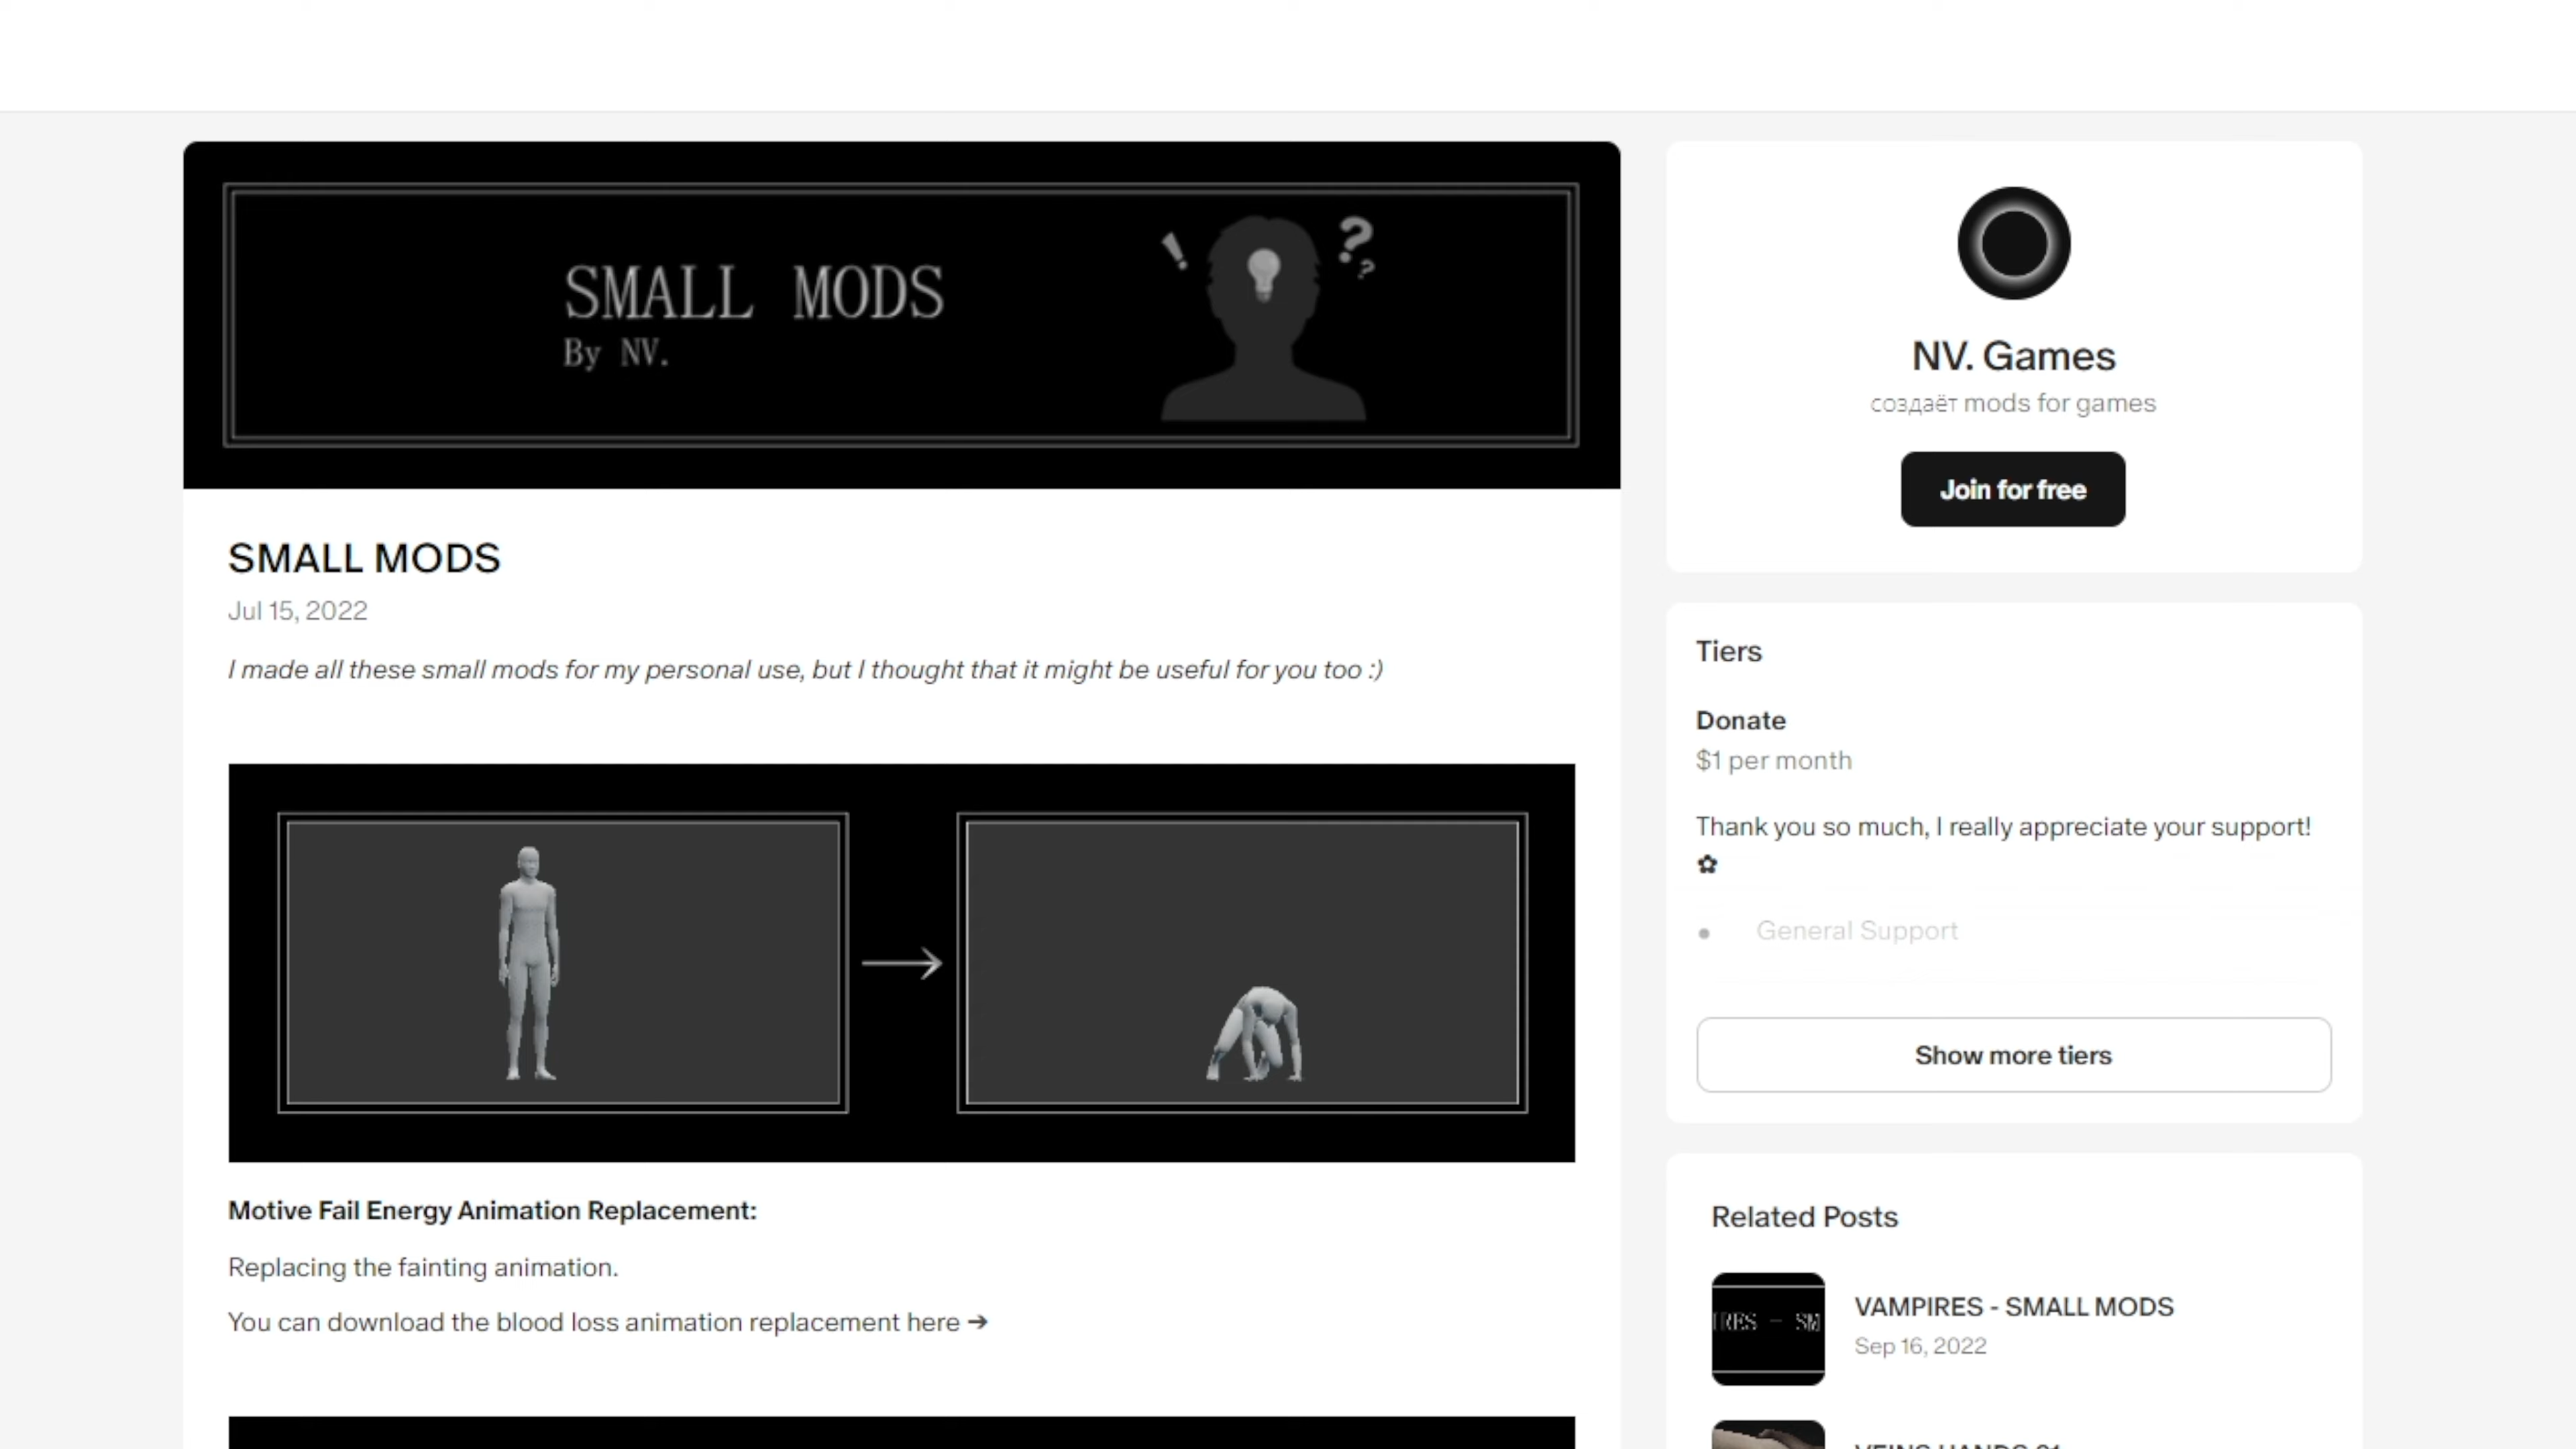 SMALL MODS
By NV.
! ? ?
SMALL MODS
Jul 15, 2022
I made all these small mods for my personal use, but I thought that it might be useful for you too :)
Motive Fail Energy Animation Replacement:
Replacing the fainting animation.
You can download the blood loss animation replacement here ➔
NV. Games
создаёт mods for games
Join for free
Tiers
Donate
$1 per month
Thank you so much, I really appreciate your support!
✿
• General Support
Show more tiers
Related Posts
IRES - SM
VAMPIRES - SMALL MODS
Sep 16, 2022